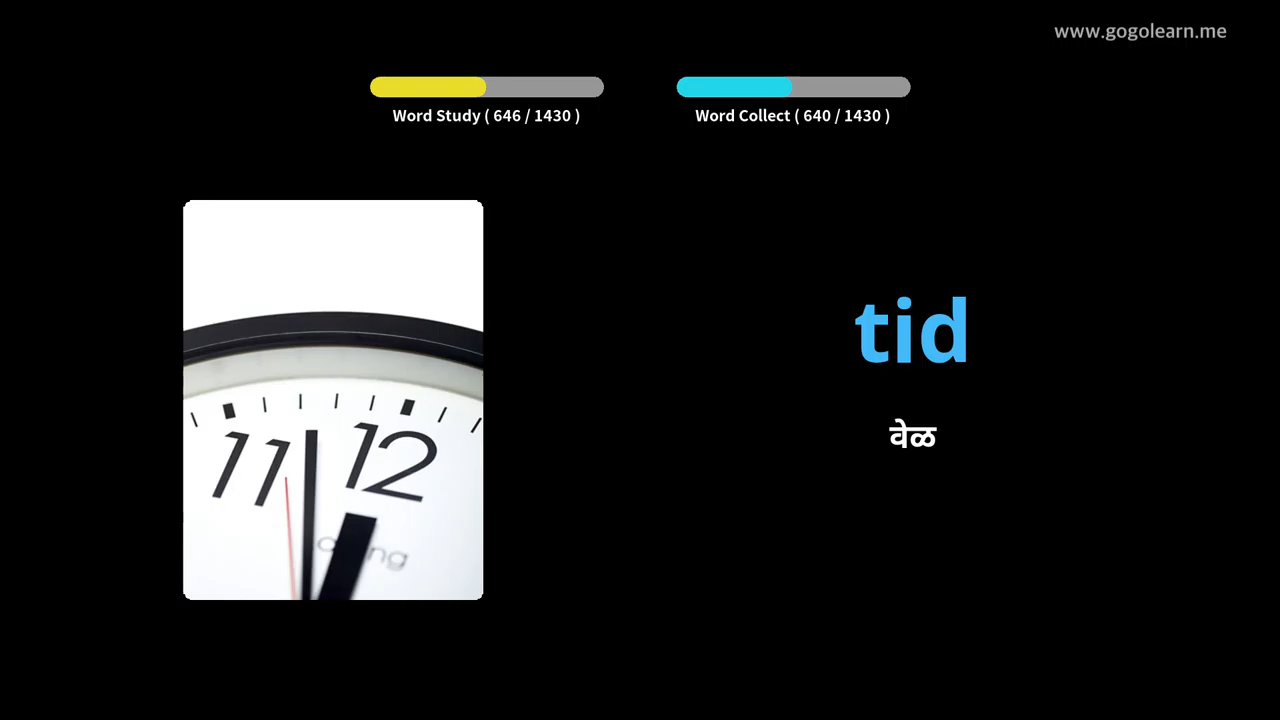 www.gogolearn.me
Word Study ( 646 / 1430 )
Word Collect ( 640 / 1430 )
11
12
tid
वेळ